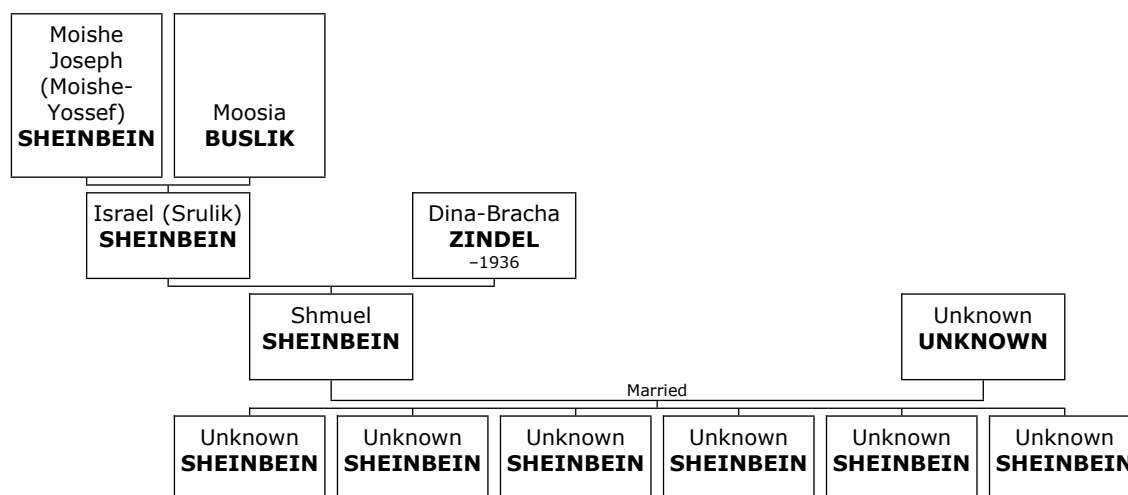 Moishe
Joseph
(Moishe-
Yossef)
SHEINBEIN
Moosia
BUSLIK
Israel (Srulik)
SHEINBEIN
Dina-Bracha
ZINDEL
–1936
Shmuel
SHEINBEIN
Unknown
UNKNOWN
Married
Unknown
SHEINBEIN
Unknown
SHEINBEIN
Unknown
SHEINBEIN
Unknown
SHEINBEIN
Unknown
SHEINBEIN
Unknown
SHEINBEIN